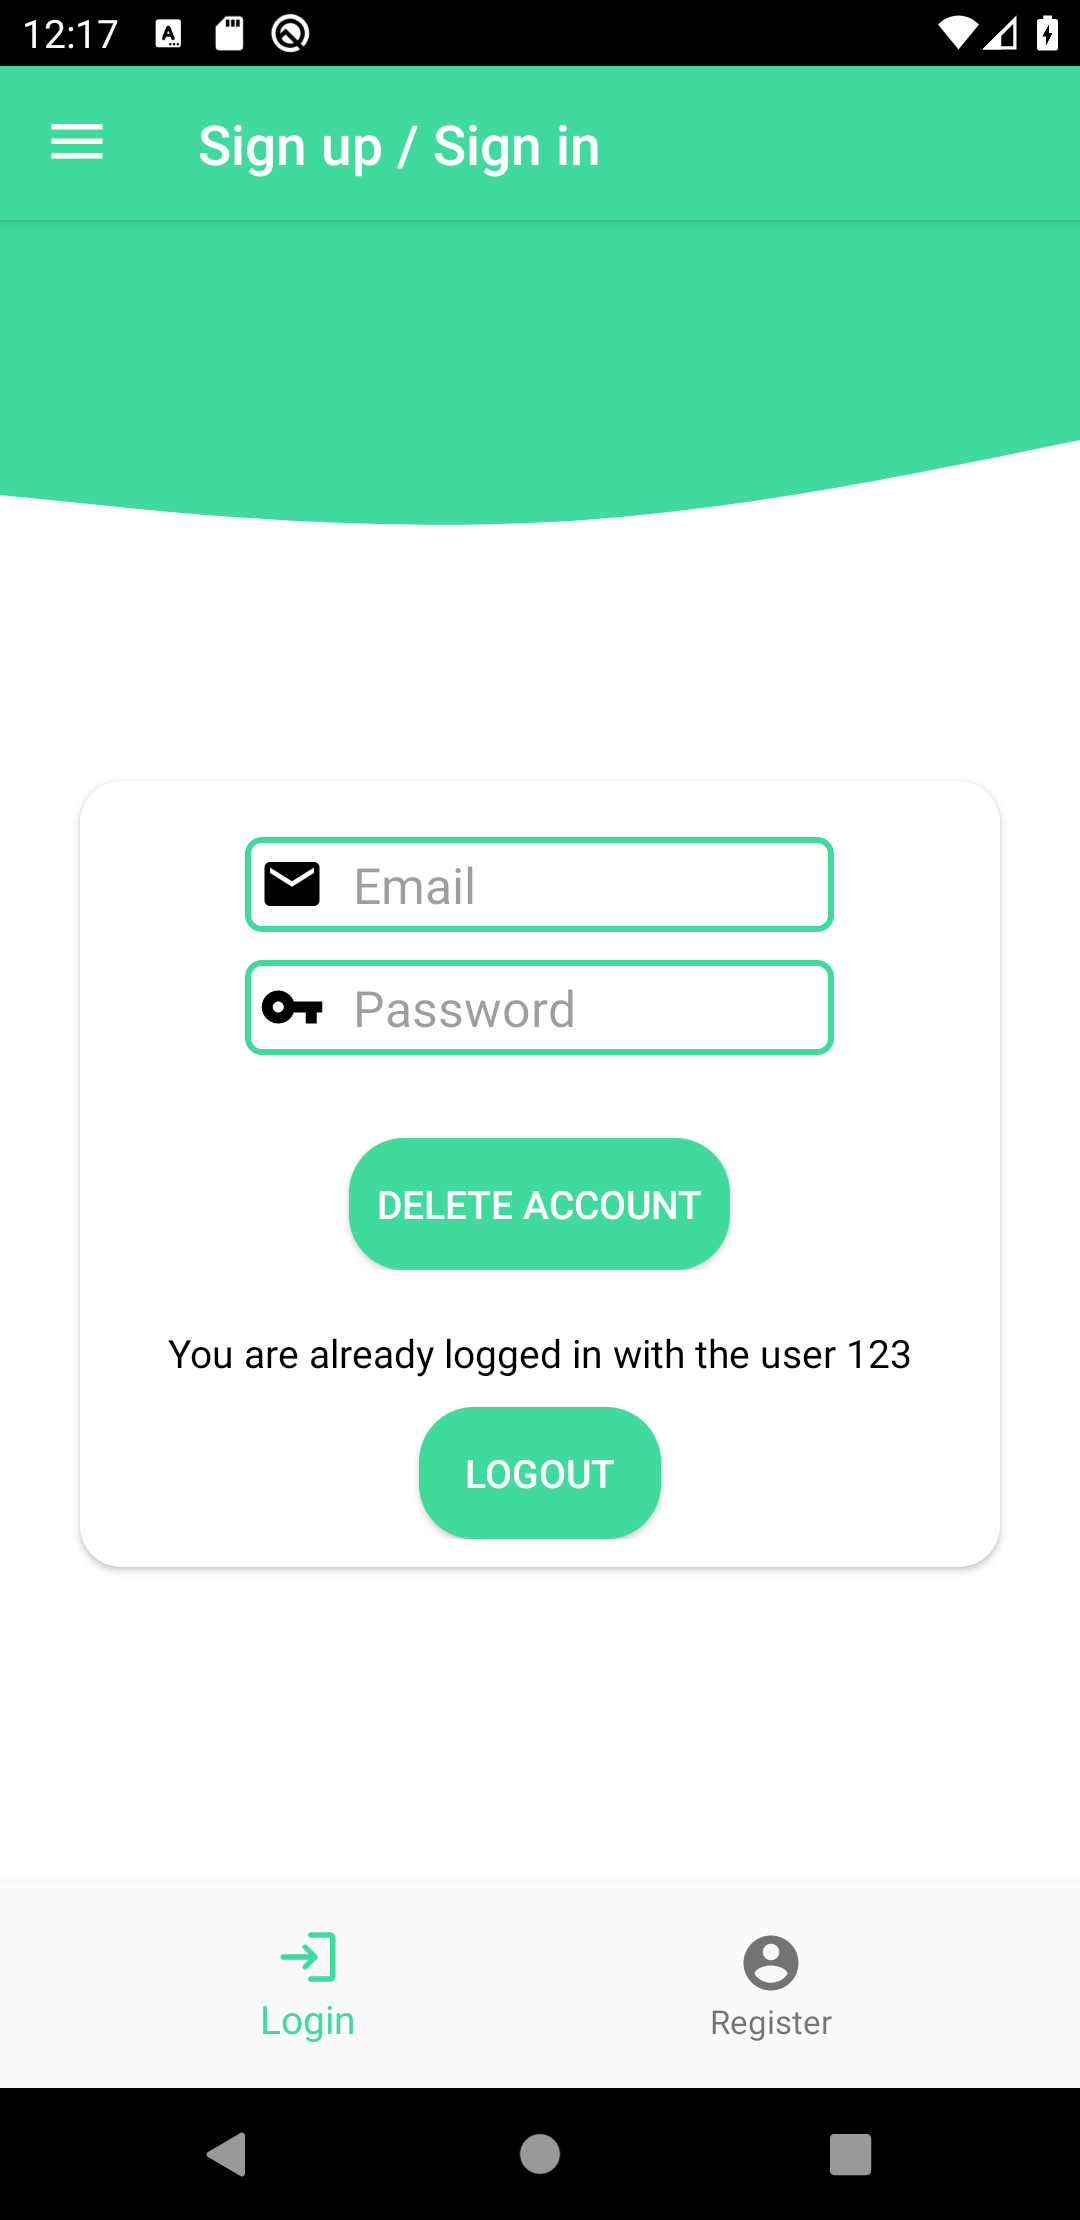 12:17
Sign up / Sign in
Email
Password
DELETE ACCOUNT
You are already logged in with the user 123
LOGOUT
Login
Register